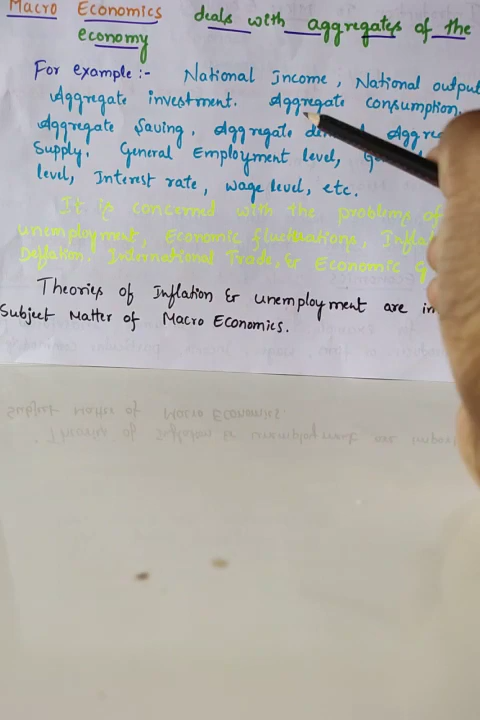 Macro Economics deals with aggregates of the
economy
For example :- National Income, National output
Aggregate investment. Aggregate consumption.
Aggregate Saving. Aggregate
Supply. General Employment level,
level, Interest rate, wage level, etc.
It is concerned with the problems of
unemployment, Economic fluctuations,
Deflation. International Trade, & Economic
Theories of Inflation & unemployment are
Subject Matter of Macro Economics.